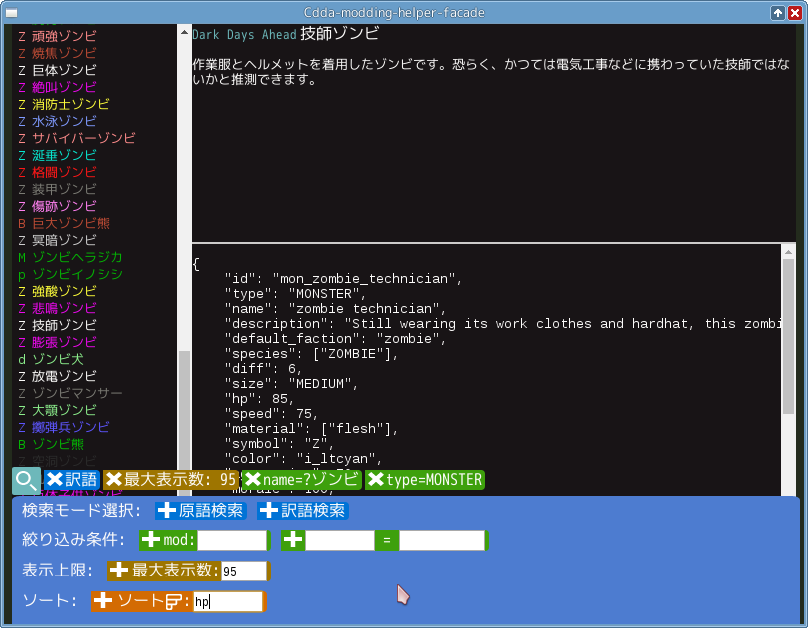 Cdda-modding-helper-facade
Z 頑強ゾンビ
Z 焼焦ゾンビ
Z 巨体ゾンビ
Z 絶叫ゾンビ
Z 消防士ゾンビ
Z 水泳ゾンビ
Z サバイバーゾンビ
Z 涎垂ゾンビ
Z 格闘ゾンビ
Z 装甲ゾンビ
Z 傷跡ゾンビ
B 巨大ゾンビ熊
Z 冥暗ゾンビ
M ゾンビヘラジカ
p ゾンビイノシシ
Z 強酸ゾンビ
Z 悲鳴ゾンビ
Z 技師ゾンビ
Z 膨張ゾンビ
d ゾンビ犬
Z 放電ゾンビ
Z ゾンビマンサー
Z 大顎ゾンビ
Z 擲弾兵ゾンビ
B ゾンビ熊
Z 空洞ゾンビ
Dark Days Ahead 技師ゾンビ
作業服とヘルメットを着用したゾンビです。恐らく、かつては電気工事などに携わっていた技師ではな
いかと推測できます。
{
"id": "mon_zombie_technician",
"type": "MONSTER",
"name": "zombie technician",
"description": "Still wearing its work clothes and hardhat, this zombi
"default_faction": "zombie",
"species": ["ZOMBIE"],
"diff": 6,
"size": "MEDIUM",
"hp": 85,
"speed": 75,
"material": ["flesh"],
"symbol": "Z",
"color": "i_ltcyan",
訳語 最大表示数: 95 name=?ゾンビ type=MONSTER
検索モード選択: 原語検索 訳語検索
絞り込み条件: mod: =
表示上限: 最大表示数: 95
ソート: ソート: hp